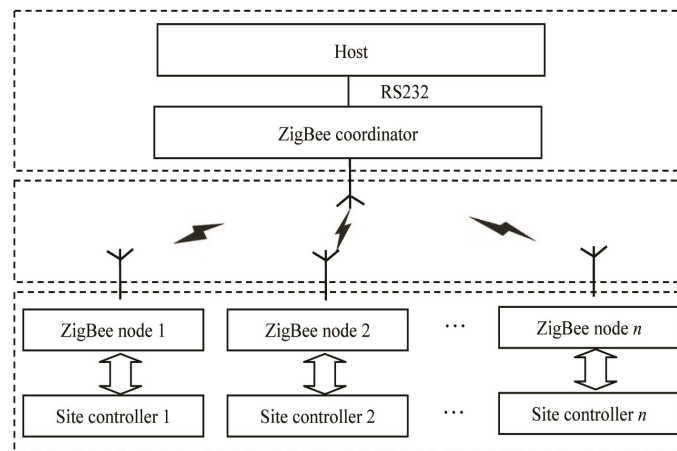 Host
RS232
ZigBee coordinator
ZigBee node 1
ZigBee node 2
...
ZigBee node n
Site controller 1
Site controller 2
...
Site controller n